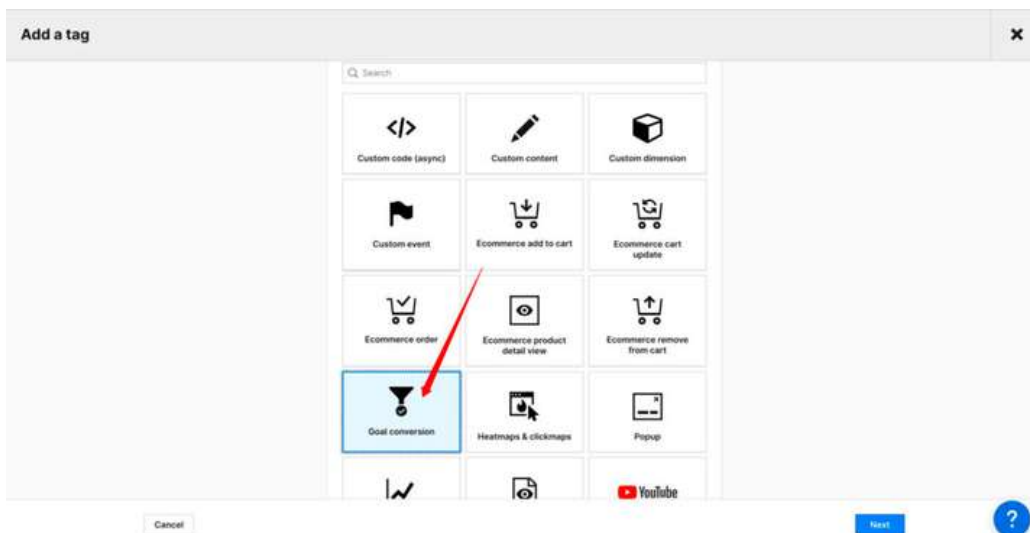 Add a tag
Search
Custom code (async)
Custom content
Custom dimension
Custom event
Ecommerce add to cart
Ecommerce cart
update
Ecommerce order
Ecommerce product
detail view
Ecommerce remove
from cart
Goal conversion
Heatmaps & clickmaps
Popup
YouTube
Cancel
Next
?